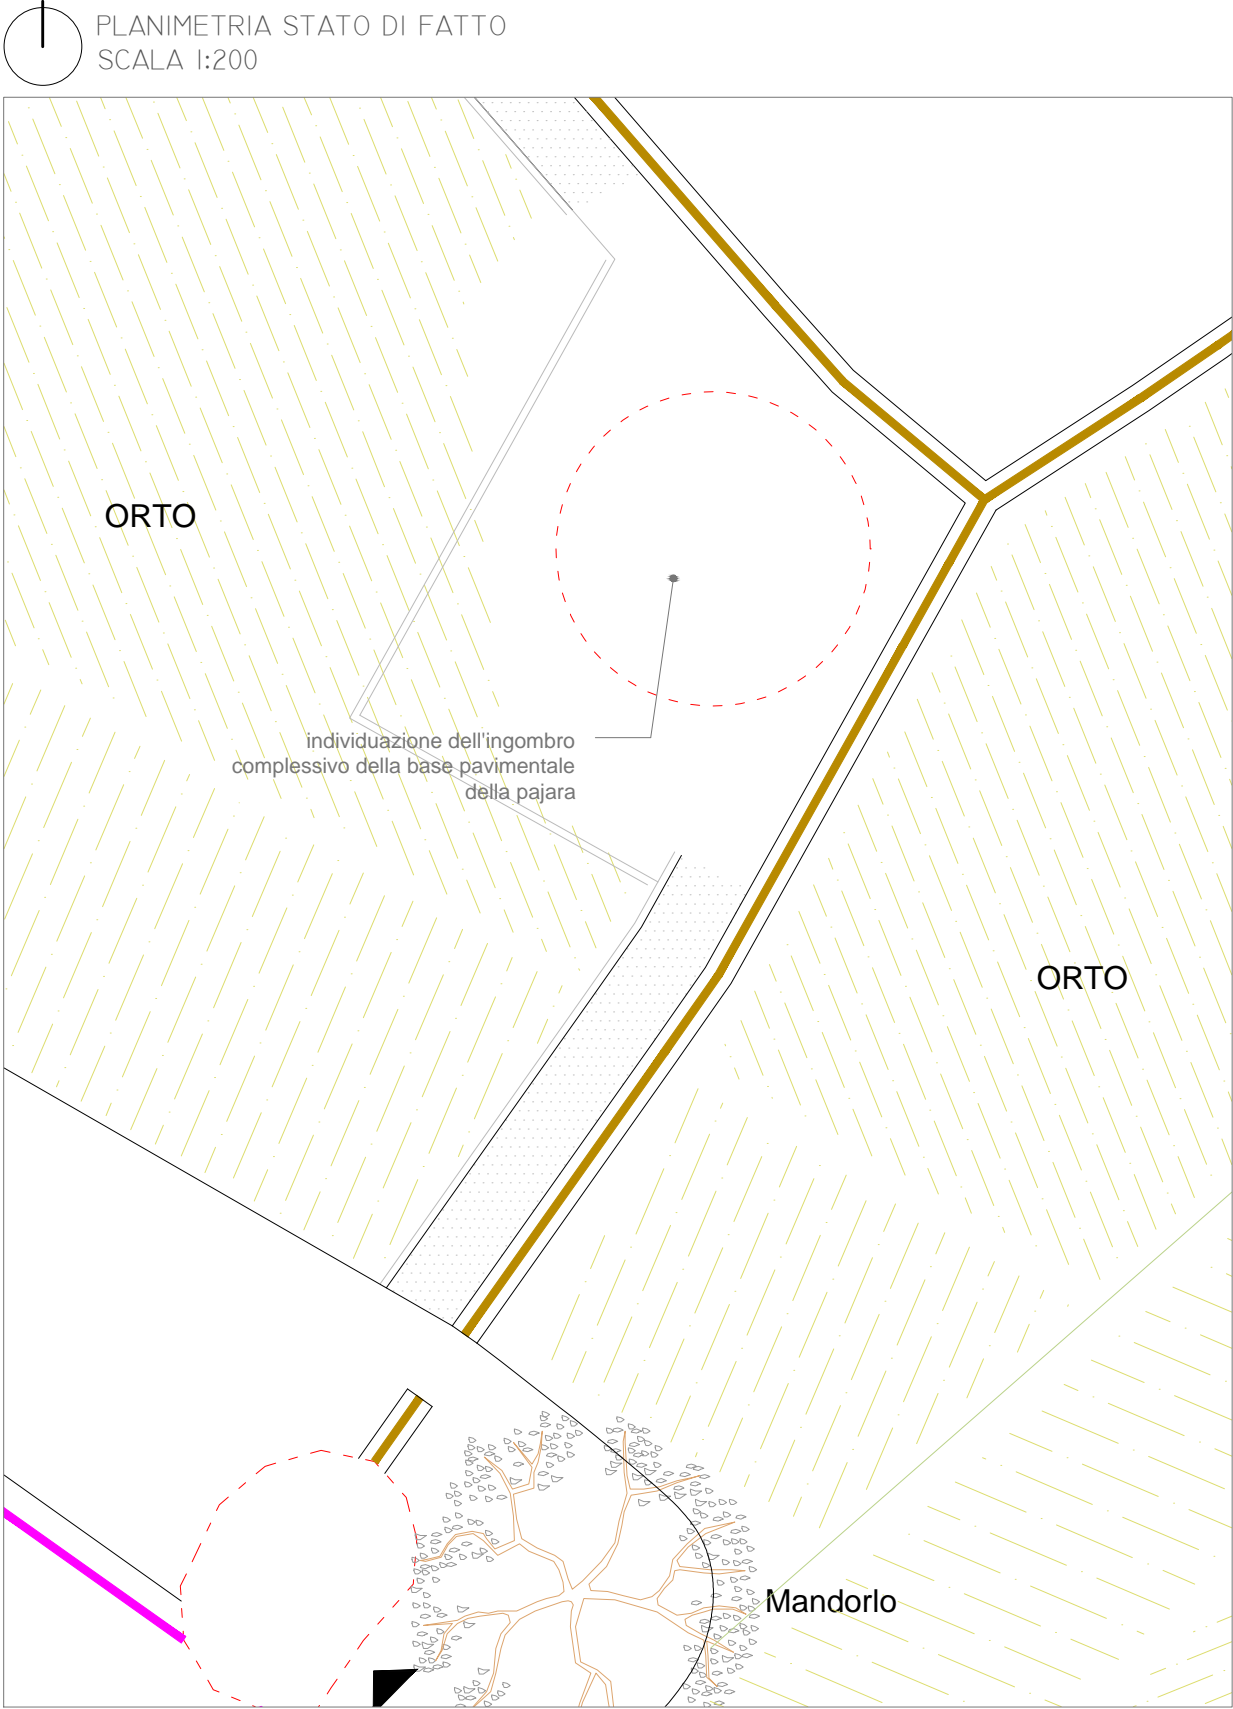 PLANIMETRIA STATO DI FATTO
SCALA 1:200
ORTO
individuazione dell'ingombro
complessivo della base pavimentale
della pajara
ORTO
Mandorlo